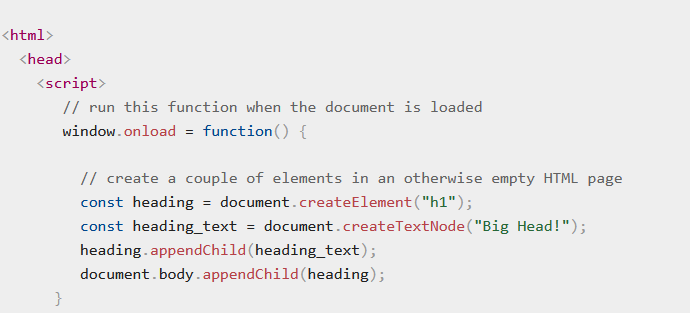 <html>
<head>
<script>
// run this function when the document is loaded
window.onload = function() {
// create a couple of elements in an otherwise empty HTML page
const heading = document.createElement("h1");
const heading_text = document.createTextNode("Big Head!");
heading.appendChild(heading_text);
document.body.appendChild(heading);
}